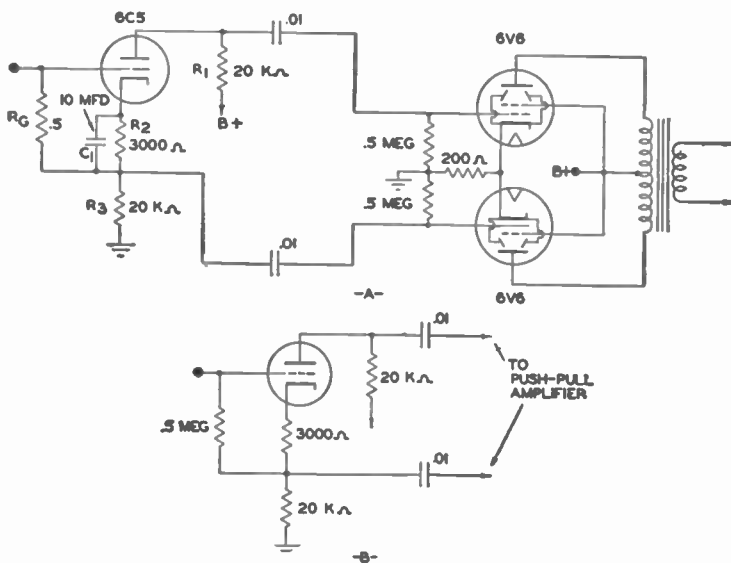 6C5
.01
6V6
R1
20 KΩ
B+
10 MFD
RG
.5
R2
3000Ω
C1
R3
20 KΩ
.5 MEG
200Ω
.5 MEG
B+
.01
6V6
-A-
.01
20 KΩ
TO
PUSH-PULL
AMPLIFIER
.5 MEG
3000Ω
.01
20 KΩ
-B-